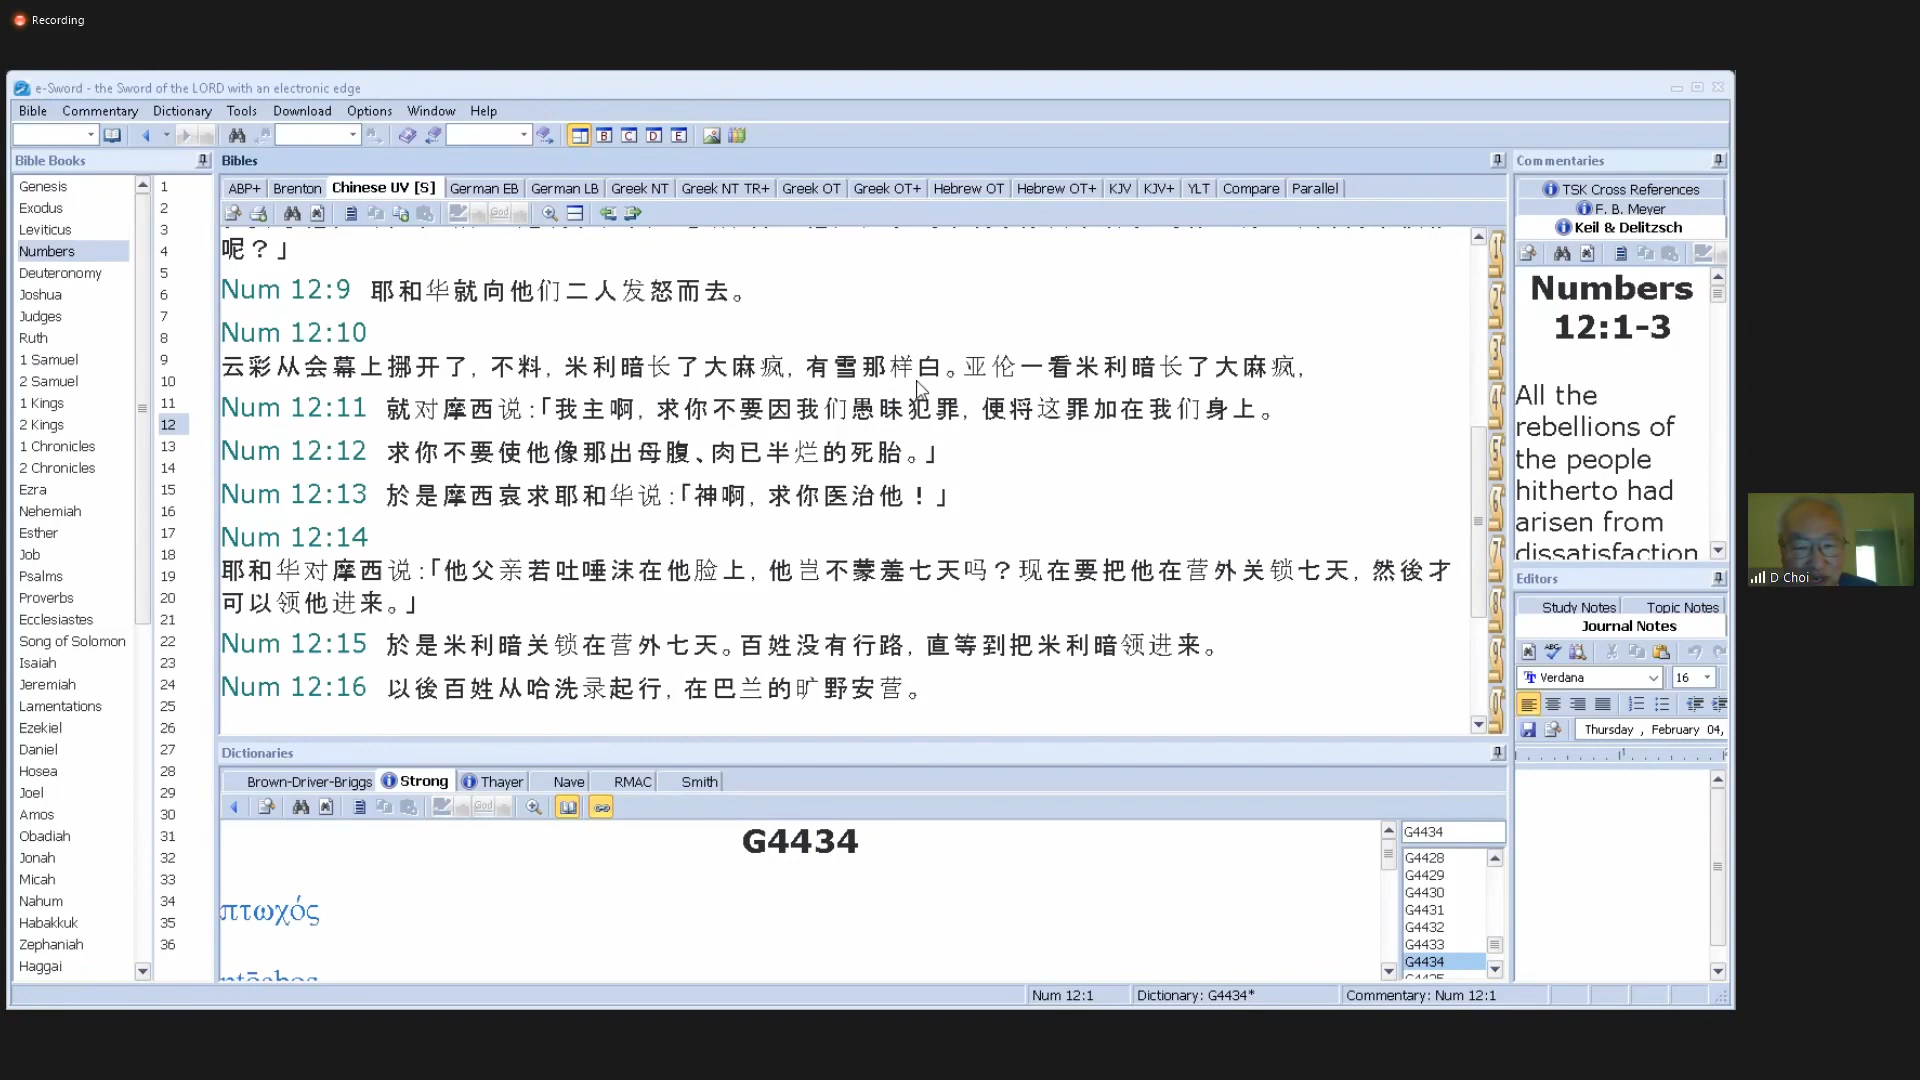 Recording
e-Sword - the Sword of the LORD with an electronic edge
Bible Commentary Dictionary Tools Download Options Window Help
B C D E
Bible Books
Genesis
Exodus
Leviticus
Numbers
Deuteronomy
Joshua
Judges
Ruth
1 Samuel
2 Samuel
1 Kings
2 Kings
1 Chronicles
2 Chronicles
Ezra
Nehemiah
Esther
Job
Psalms
Proverbs
Ecclesiastes
Song of Solomon
Isaiah
Jeremiah
Lamentations
Ezekiel
Daniel
Hosea
Joel
Amos
Obadiah
Jonah
Micah
Nahum
Habakkuk
Zephaniah
Haggai
1
2
3
4
5
6
7
8
9
10
11
12
13
14
15
16
17
18
19
20
21
22
23
24
25
26
27
28
29
30
31
32
33
34
35
36
Bibles
ABP+ Brenton Chinese UV [S] German EB German LB Greek NT Greek NT TR+ Greek OT Greek OT+ Hebrew OT Hebrew OT+ KJV KJV+ YLT Compare Parallel
God
呢？」
Num 12:9 耶和华就向他们二人发怒而去。
Num 12:10
云彩从会幕上挪开了，不料，米利暗长了大麻疯，有雪那样白。亚伦一看米利暗长了大麻疯，
Num 12:11 就对摩西说：「我主啊，求你不要因我们愚昧犯罪，便将这罪加在我们身上。
Num 12:12 求你不要使他像那出母腹、肉已半烂的死胎。」
Num 12:13 於是摩西哀求耶和华说：「神啊，求你医治他！」
Num 12:14
耶和华对摩西说：「他父亲若吐唾沫在他脸上，他岂不蒙羞七天吗？现在要把他在营外关锁七天，然後才
可以领他进来。」
Num 12:15 於是米利暗关锁在营外七天。百姓没有行路，直等到把米利暗领进来。
Num 12:16 以後百姓从哈洗录起行，在巴兰的旷野安营。
1
2
3
4
5
6
7
8
9
0
Dictionaries
Brown-Driver-Briggs Strong Thayer Nave RMAC Smith
God
G4434
πτωχός
ptōchos
G4434
G4428
G4429
G4430
G4431
G4432
G4433
G4434
G4435
Commentaries
TSK Cross References
F. B. Meyer
Keil & Delitzsch
Numbers
12:1-3
All the
rebellions of
the people
hitherto had
arisen from
dissatisfaction
Editors
Study Notes Topic Notes
Journal Notes
ABC
Verdana 16
Thursday , February 04,
1
Num 12:1 Dictionary: G4434* Commentary: Num 12:1
D Choi